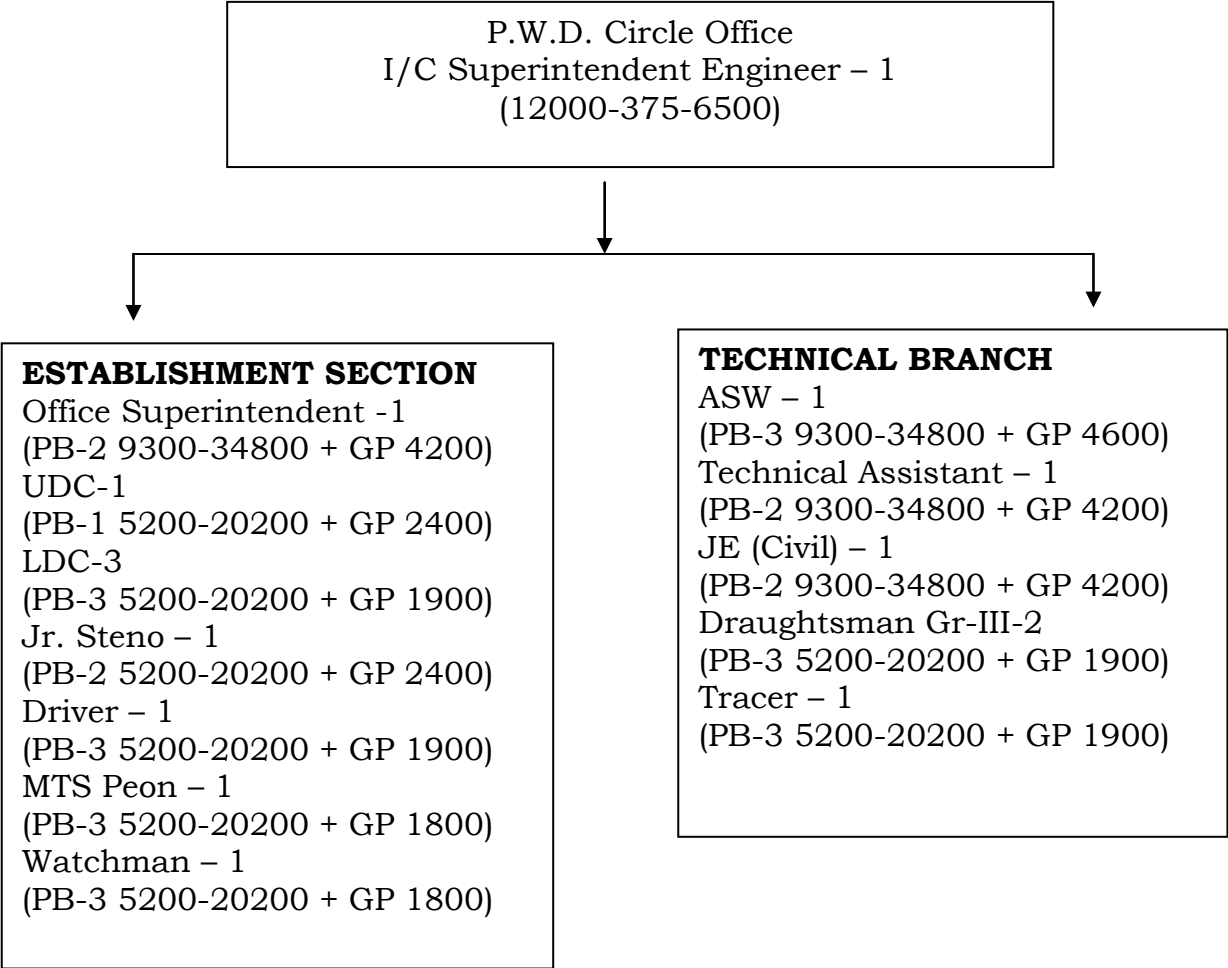 P.W.D. Circle Office
I/C Superintendent Engineer – 1
(12000-375-6500)
ESTABLISHMENT SECTION
Office Superintendent -1
(PB-2 9300-34800 + GP 4200)
UDC-1
(PB-1 5200-20200 + GP 2400)
LDC-3
(PB-3 5200-20200 + GP 1900)
Jr. Steno – 1
(PB-2 5200-20200 + GP 2400)
Driver – 1
(PB-3 5200-20200 + GP 1900)
MTS Peon – 1
(PB-3 5200-20200 + GP 1800)
Watchman – 1
(PB-3 5200-20200 + GP 1800)
TECHNICAL BRANCH
ASW – 1
(PB-3 9300-34800 + GP 4600)
Technical Assistant – 1
(PB-2 9300-34800 + GP 4200)
JE (Civil) – 1
(PB-2 9300-34800 + GP 4200)
Draughtsman Gr-III-2
(PB-3 5200-20200 + GP 1900)
Tracer – 1
(PB-3 5200-20200 + GP 1900)